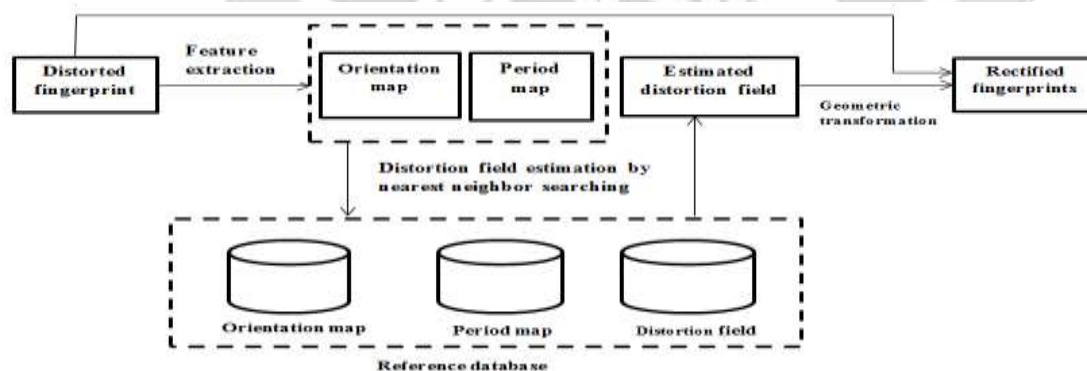 Distorted
fingerprint
Feature
extraction
Orientation
map
Period
map
Estimated
distortion field
Geometric
transformation
Rectified
fingerprints
Distortion field estimation by
nearest neighbor searching
Orientation map
Period map
Distortion field
Reference database